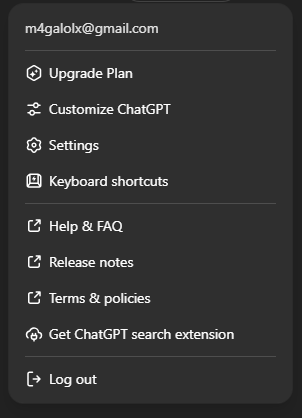 m4galolx@gmail.com
Upgrade Plan
Customize ChatGPT
Settings
Keyboard shortcuts
Help & FAQ
Release notes
Terms & policies
Get ChatGPT search extension
Log out